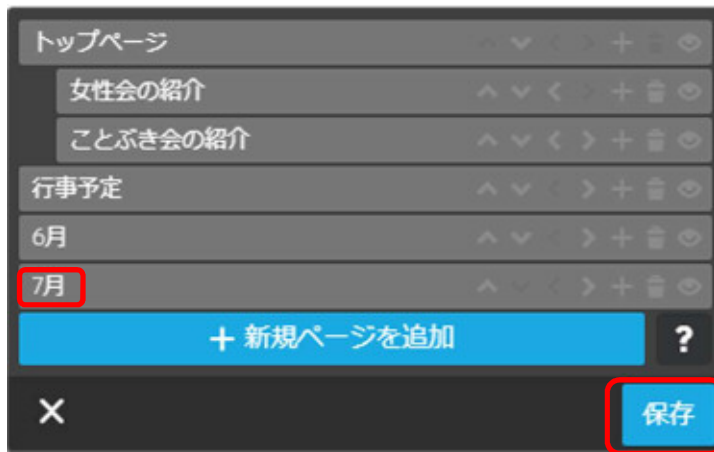 トップページ
女性会の紹介
ことぶき会の紹介
行事予定
6月
7月
+ 新規ページを追加 ?
× 保存